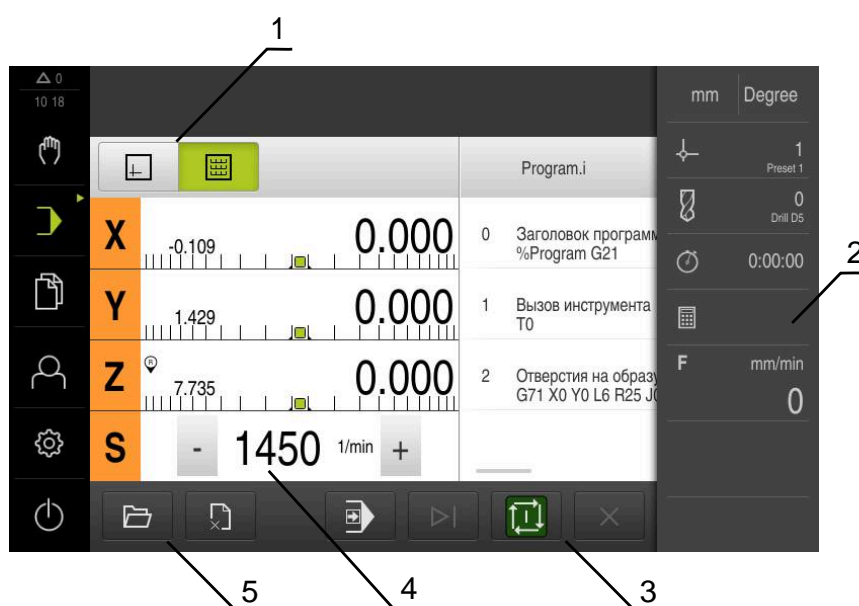 1
0
10 18
mm Degree
1
Preset 1
Program.i
0
Drill D5
X -0.109 0.000
0 Заголовок программ
%Program G21
0:00:00
2
Y 1.429 0.000
1 Вызов инструмента
T0
Z R 7.735 0.000
2 Отверстия на образу
G71 X0 Y0 L6 R25 J0
F mm/min
0
S - 1450 1/min +
5 4 3